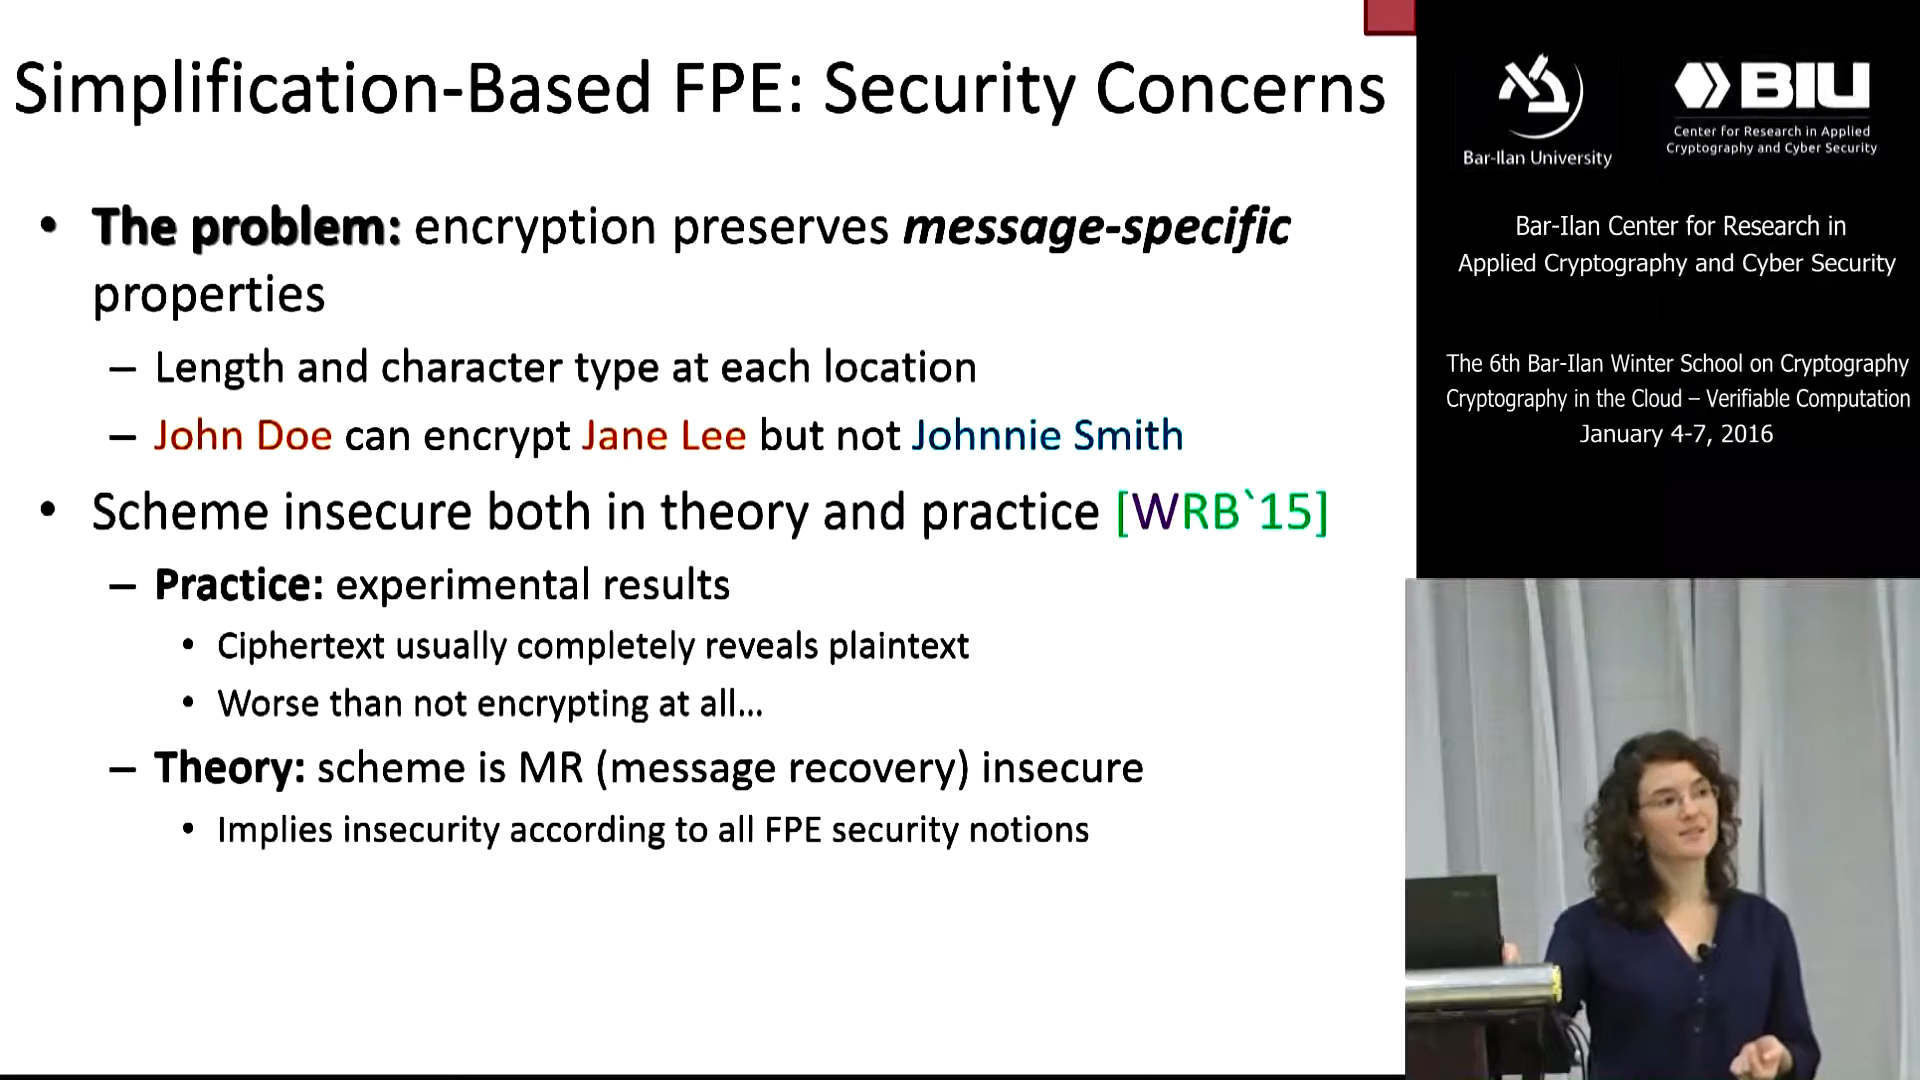 Simplification-Based FPE: Security Concerns
• The problem: encryption preserves message-specific
properties
– Length and character type at each location
– John Doe can encrypt Jane Lee but not Johnnie Smith
• Scheme insecure both in theory and practice [WRB`15]
– Practice: experimental results
• Ciphertext usually completely reveals plaintext
• Worse than not encrypting at all...
– Theory: scheme is MR (message recovery) insecure
• Implies insecurity according to all FPE security notions
Bar-Ilan University
BIU
Center for Research in Applied
Cryptography and Cyber Security
Bar-Ilan Center for Research in
Applied Cryptography and Cyber Security
The 6th Bar-Ilan Winter School on Cryptography
Cryptography in the Cloud – Verifiable Computation
January 4-7, 2016